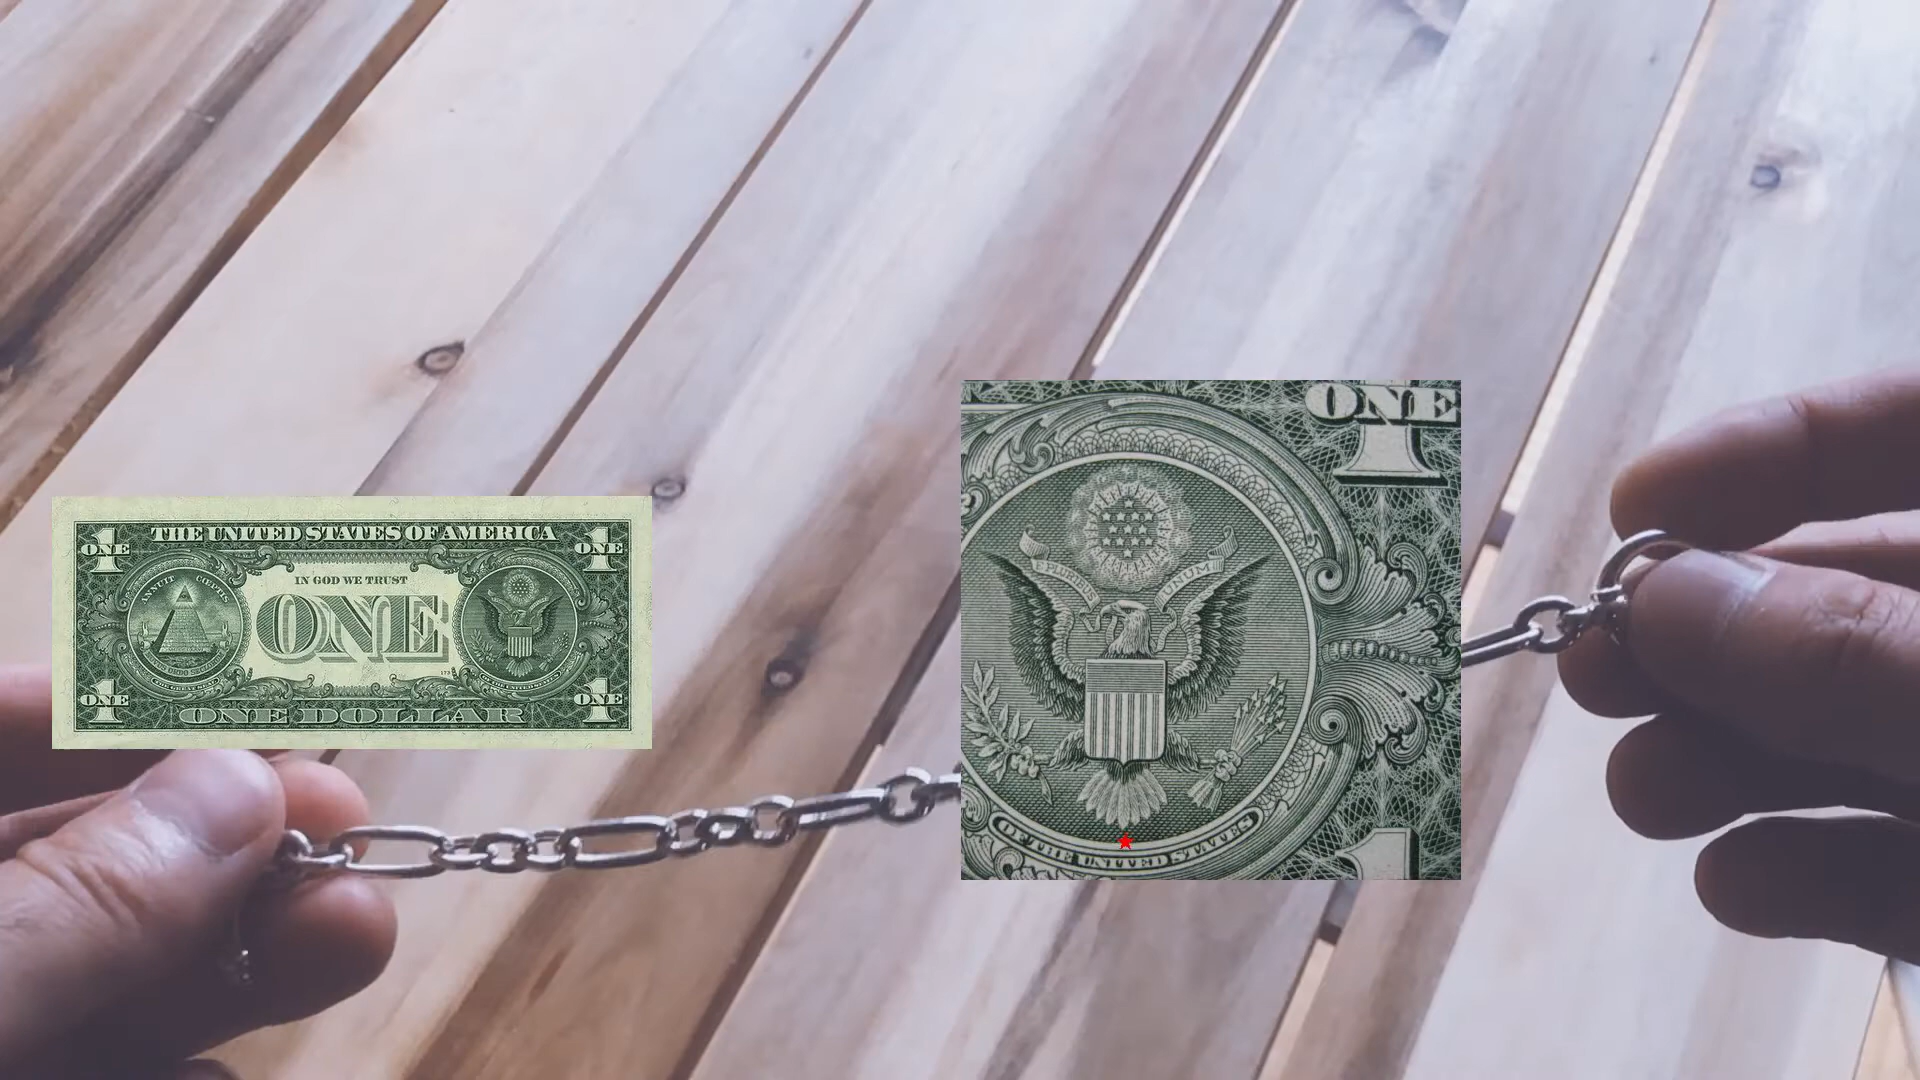 THE UNITED STATES OF AMERICA
1 ONE
ONE 1
ANNUIT CŒPTIS
IN GOD WE TRUST
ONE
1 ONE
ONE 1
ONE DOLLAR
ONE
1
E PLURIBUS UNUM
OF THE UNITED STATES
1